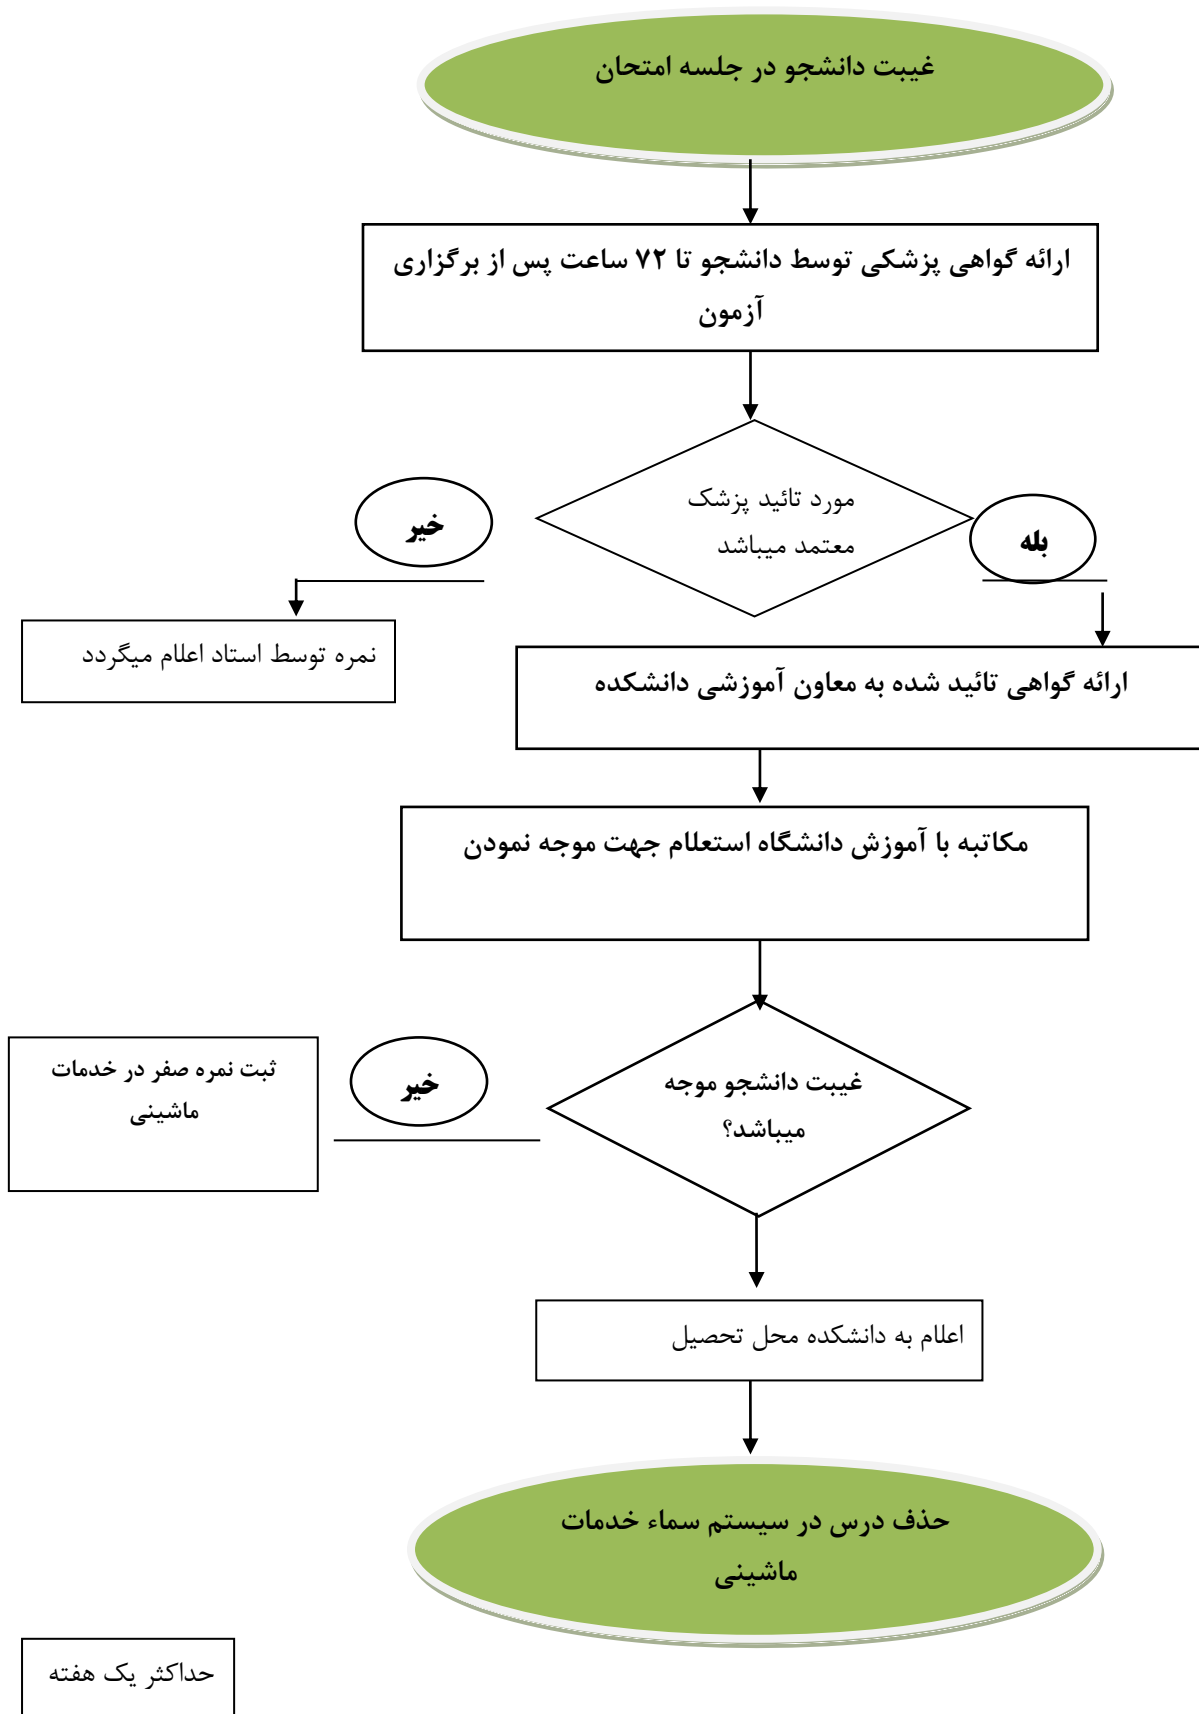 غیبت دانشجو در جلسه امتحان
ارائه گواهی پزشکی توسط دانشجو تا ۷۲ ساعت پس از برگزاری
آزمون
مورد تائید پزشک
معتمد میباشد
خیر
بله
نمره توسط استاد اعلام میگردد
ارائه گواهی تائید شده به معاون آموزشی دانشکده
مکاتبه با آموزش دانشگاه استعلام جهت موجه نمودن
غیبت دانشجو موجه
میباشد؟
خیر
ثبت نمره صفر در خدمات
ماشینی
اعلام به دانشکده محل تحصیل
حذف درس در سیستم سماء خدمات
ماشینی
حداکثر یک هفته